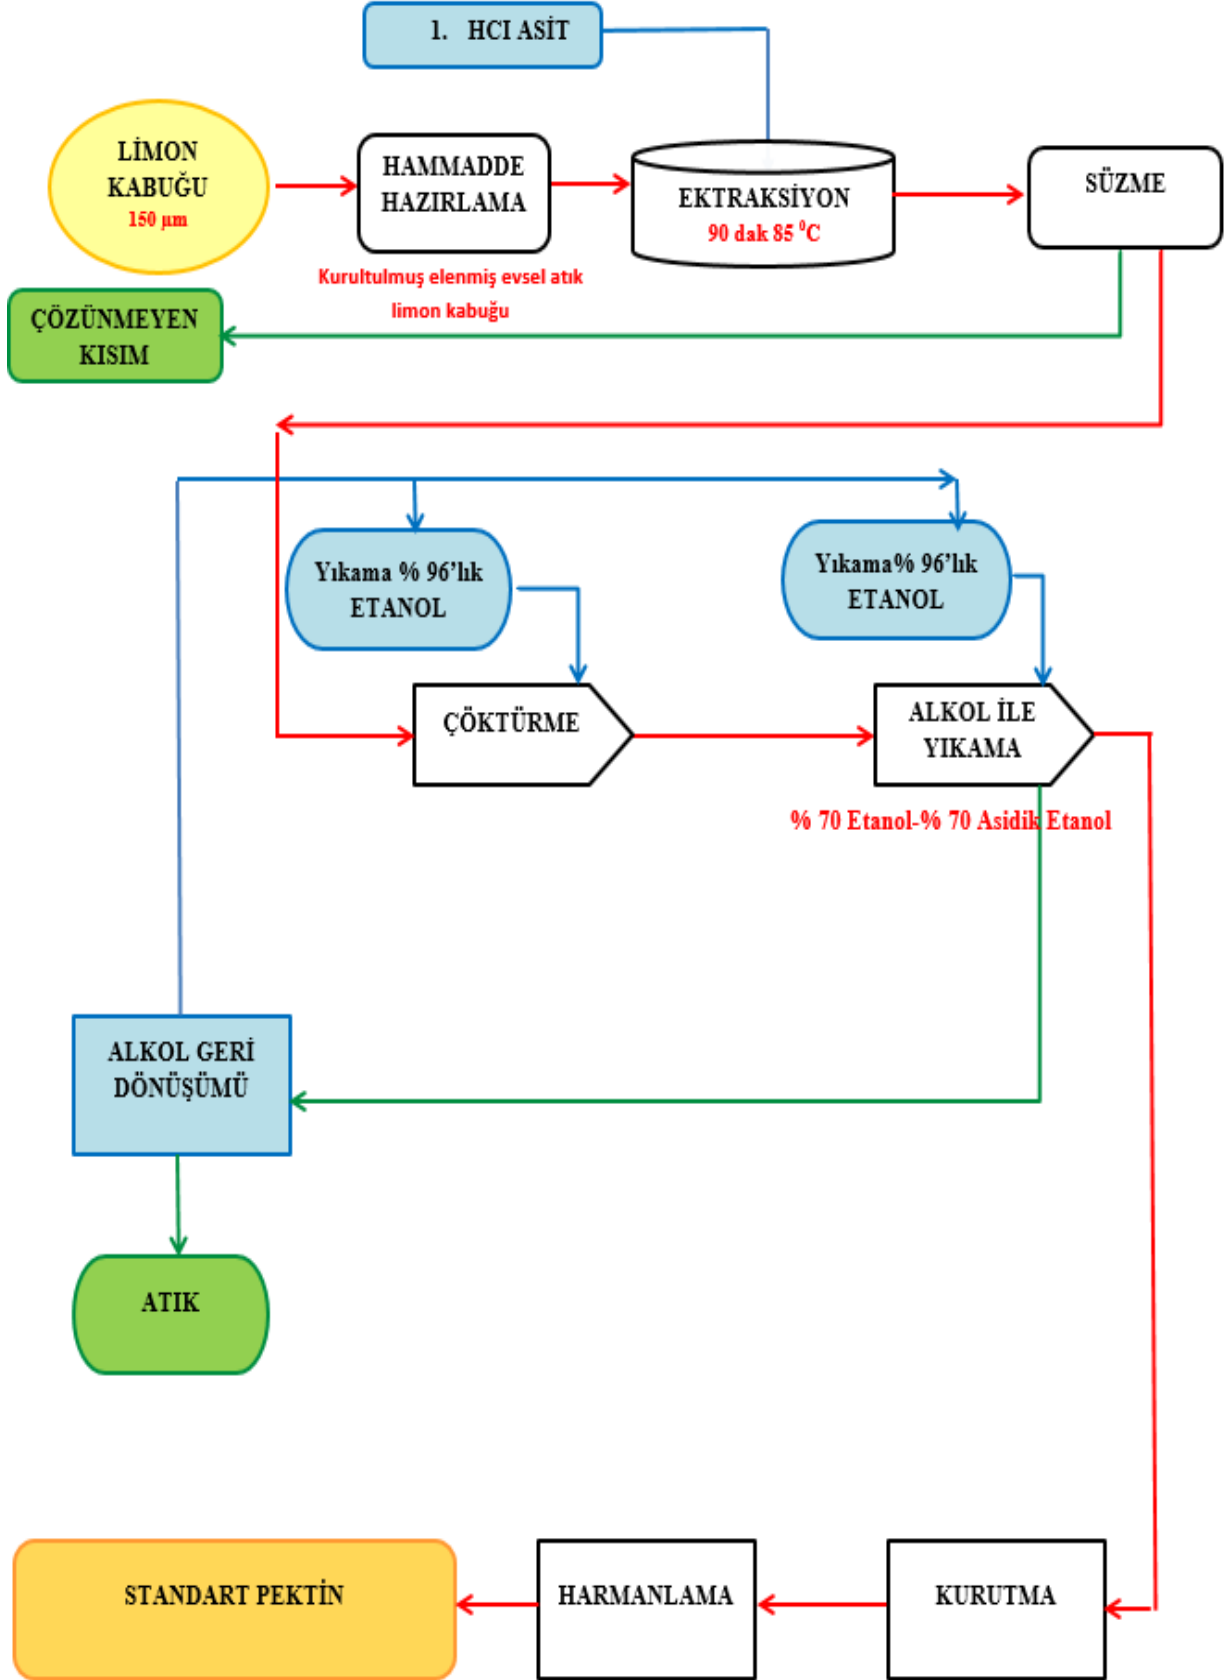 1. HCI ASİT
LİMON
KABUĞU
150 µm
HAMMADDE
HAZIRLAMA
EKTRAKSİYON
90 dak 85 ⁰C
SÜZME
Kurultulmuş elenmiş evsel atık
limon kabuğu
ÇÖZÜNMEYEN
KISIM
Yıkama % 96’lık
ETANOL
Yıkama% 96’lık
ETANOL
ÇÖKTÜRME
ALKOL İLE
YIKAMA
% 70 Etanol-% 70 Asidik Etanol
ALKOL GERİ
DÖNÜŞÜMÜ
ATIK
STANDART PEKTİN
HARMANLAMA
KURUTMA